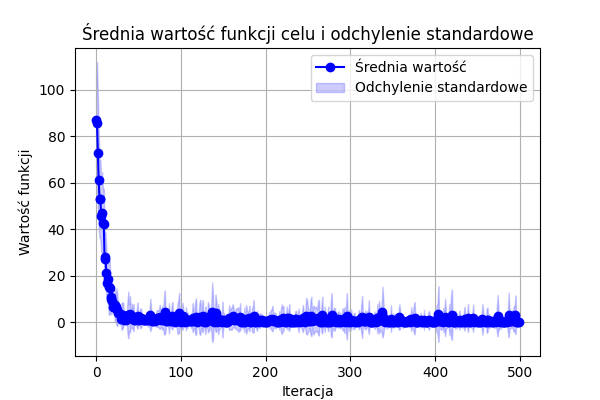 Średnia wartość funkcji celu i odchylenie standardowe
Średnia wartość
Odchylenie standardowe
Wartość funkcji
100
80
60
40
20
0
0 100 200 300 400 500
Iteracja